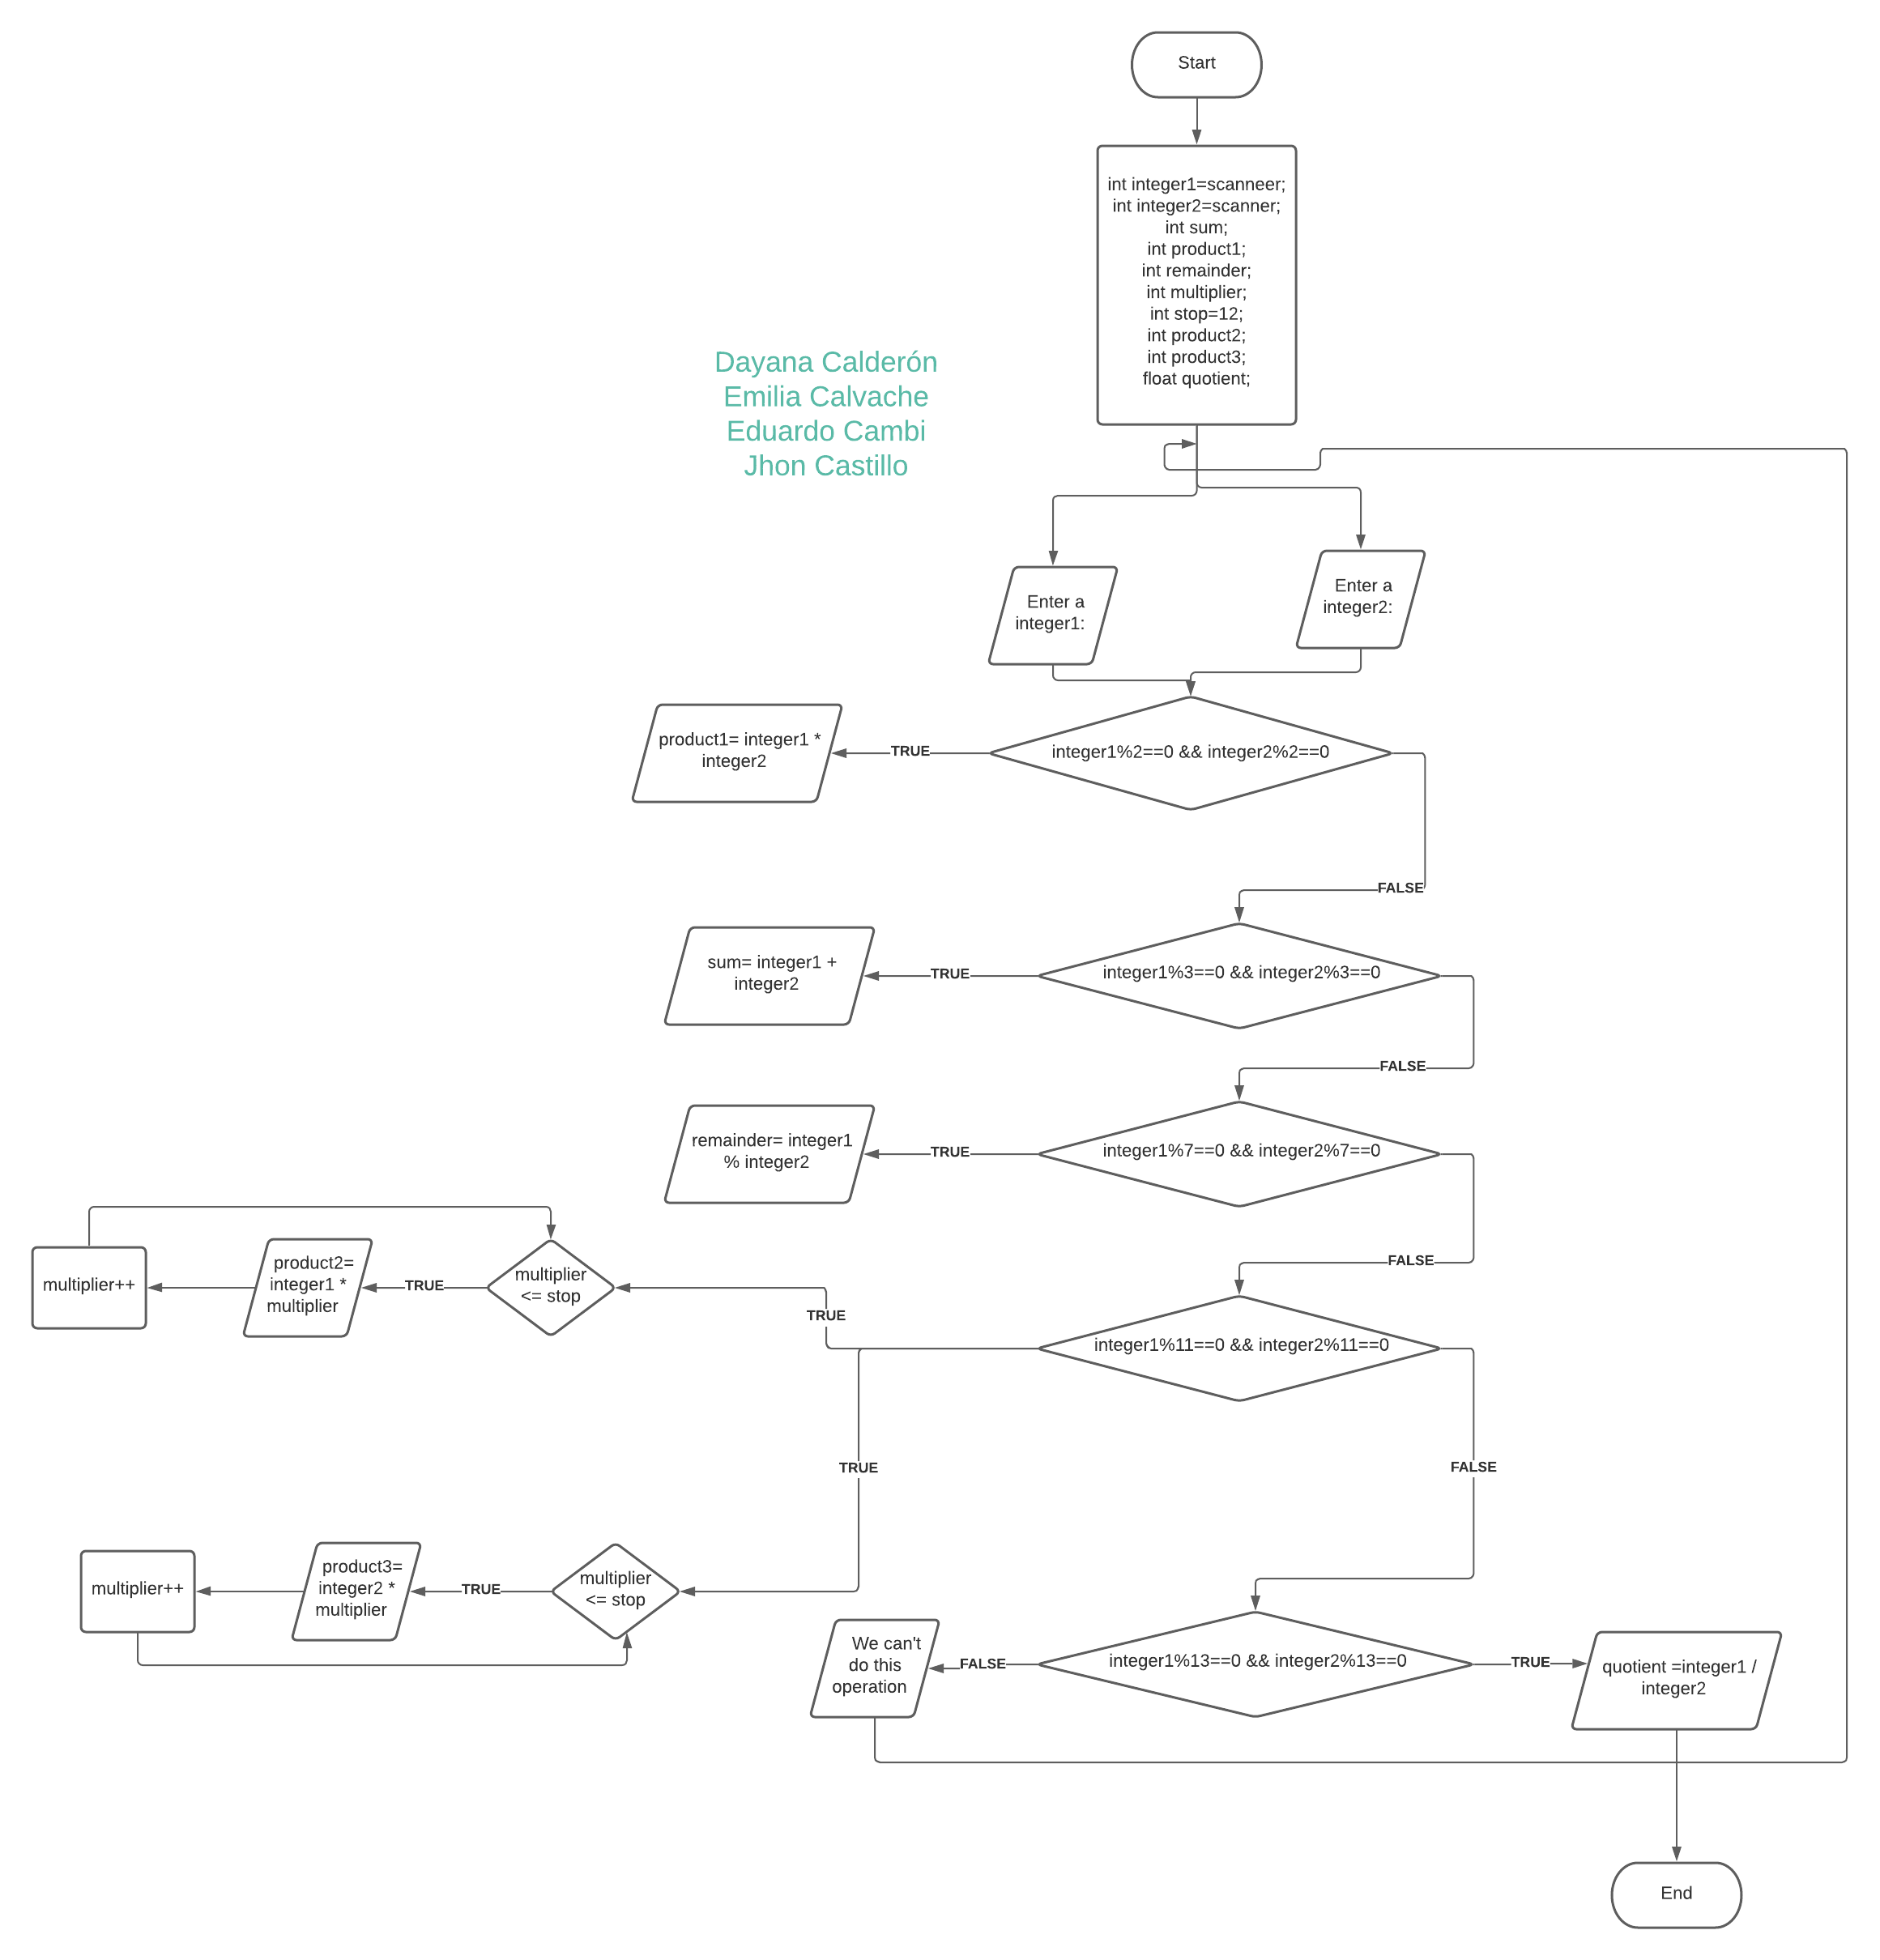 Start
int integer1=scanneer;
int integer2=scanner;
int sum;
int product1;
int remainder;
int multiplier;
int stop=12;
int product2;
int product3;
float quotient;
Dayana Calderón
Emilia Calvache
Eduardo Cambi
Jhon Castillo
Enter a
integer1:
Enter a
integer2:
product1= integer1 *
integer2
TRUE
integer1%2==0 && integer2%2==0
FALSE
sum= integer1 +
integer2
TRUE
integer1%3==0 && integer2%3==0
FALSE
remainder= integer1
% integer2
TRUE
integer1%7==0 && integer2%7==0
FALSE
multiplier++
product2=
integer1 *
multiplier
TRUE
multiplier
<= stop
TRUE
integer1%11==0 && integer2%11==0
TRUE
FALSE
multiplier++
product3=
integer2 *
multiplier
TRUE
multiplier
<= stop
We can't
do this
operation
FALSE
integer1%13==0 && integer2%13==0
TRUE
quotient =integer1 /
integer2
End